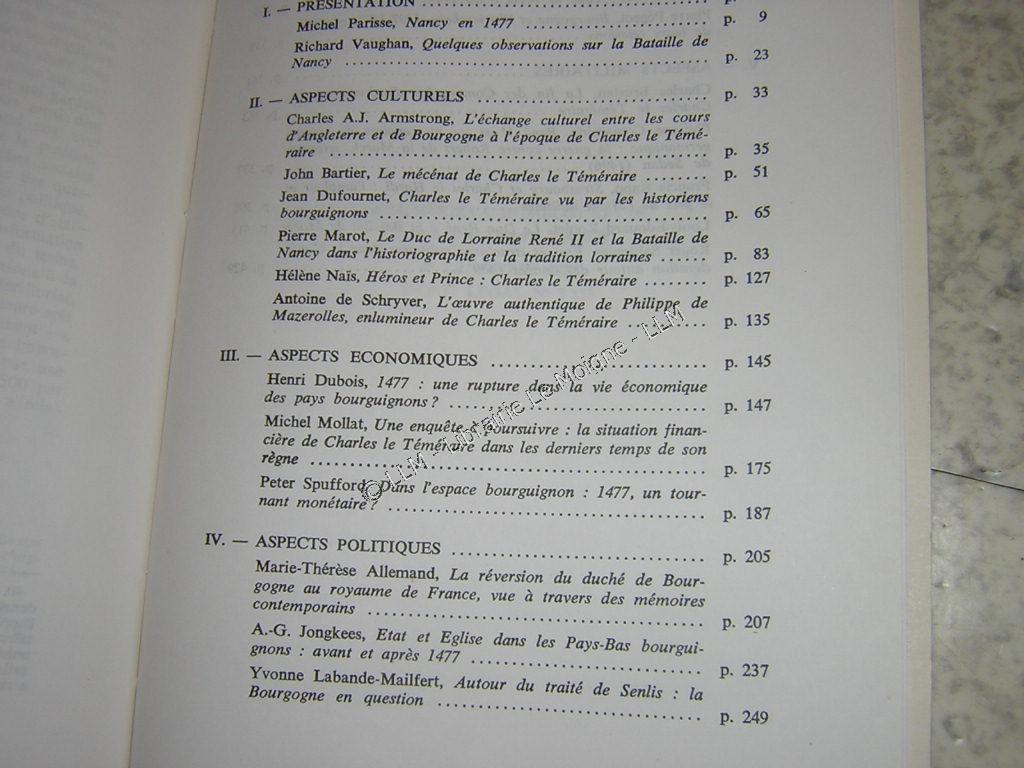 I. — PRÉSENTATION
Michel Parisse, Nancy en 1477 ........ p. 9
Richard Vaughan, Quelques observations sur la Bataille de
Nancy ........ p. 23
II. — ASPECTS CULTURELS ........ p. 33
Charles A.J. Armstrong, L'échange culturel entre les cours
d'Angleterre et de Bourgogne à l'époque de Charles le Témé-
raire ........ p. 35
John Bartier, Le mécénat de Charles le Téméraire ........ p. 51
Jean Dufournet, Charles le Téméraire vu par les historiens
bourguignons ........ p. 65
Pierre Marot, Le Duc de Lorraine René II et la Bataille de
Nancy dans l'historiographie et la tradition lorraines ...... p. 83
Hélène Naïs, Héros et Prince : Charles le Téméraire ........ p. 127
Antoine de Schryver, L'œuvre authentique de Philippe de
Mazerolles, enlumineur de Charles le Téméraire ........ p. 135
III. — ASPECTS ECONOMIQUES ........ p. 145
Henri Dubois, 1477 : une rupture dans la vie économique
des pays bourguignons ? ........ p. 147
Michel Mollat, Une enquête à poursuivre : la situation finan-
cière de Charles le Téméraire dans les derniers temps de son
règne ........ p. 175
Peter Spufford, Dans l'espace bourguignon : 1477, un tour-
nant monétaire ? ........ p. 187
IV. — ASPECTS POLITIQUES ........ p. 205
Marie-Thérèse Allemand, La réversion du duché de Bour-
gogne au royaume de France, vue à travers des mémoires
contemporains ........ p. 207
A.-G. Jongkees, Etat et Eglise dans les Pays-Bas bourgui-
gnons : avant et après 1477 ........ p. 237
Yvonne Labande-Mailfert, Autour du traité de Senlis : la
Bourgogne en question ........ p. 249
© LLM - Librairie Le Moigne - LLM